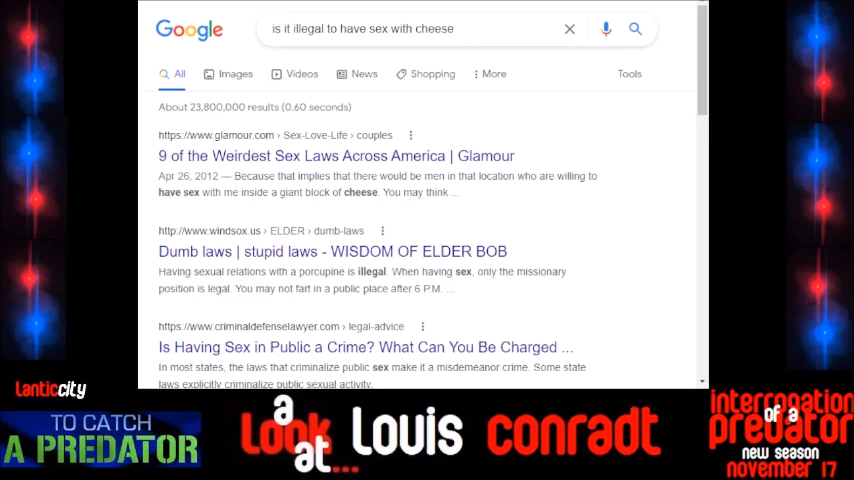 Google
is it illegal to have sex with cheese
All
Images
Videos
News
Shopping
More
Tools
About 23,800,000 results (0.60 seconds)
https://www.glamour.com › Sex-Love-Life › couples
9 of the Weirdest Sex Laws Across America | Glamour
Apr 26, 2012 — Because that implies that there would be men in that location who are willing to
have sex with me inside a giant block of cheese. You may think ...
http://www.windsox.us › ELDER › dumb-laws
Dumb laws | stupid laws - WISDOM OF ELDER BOB
Having sexual relations with a porcupine is illegal. When having sex, only the missionary
position is legal. You may not fart in a public place after 6 P.M. ...
https://www.criminaldefenselawyer.com › legal-advice
Is Having Sex in Public a Crime? What Can You Be Charged ...
In most states, the laws that criminalize public sex make it a misdemeanor crime. Some state
laws explicitly criminalize public sexual activity.
Lanticcity
TO CATCH
A PREDATOR
a
Look
at...
Louis
conradt
interrogation
of a
predator
new season
november 17